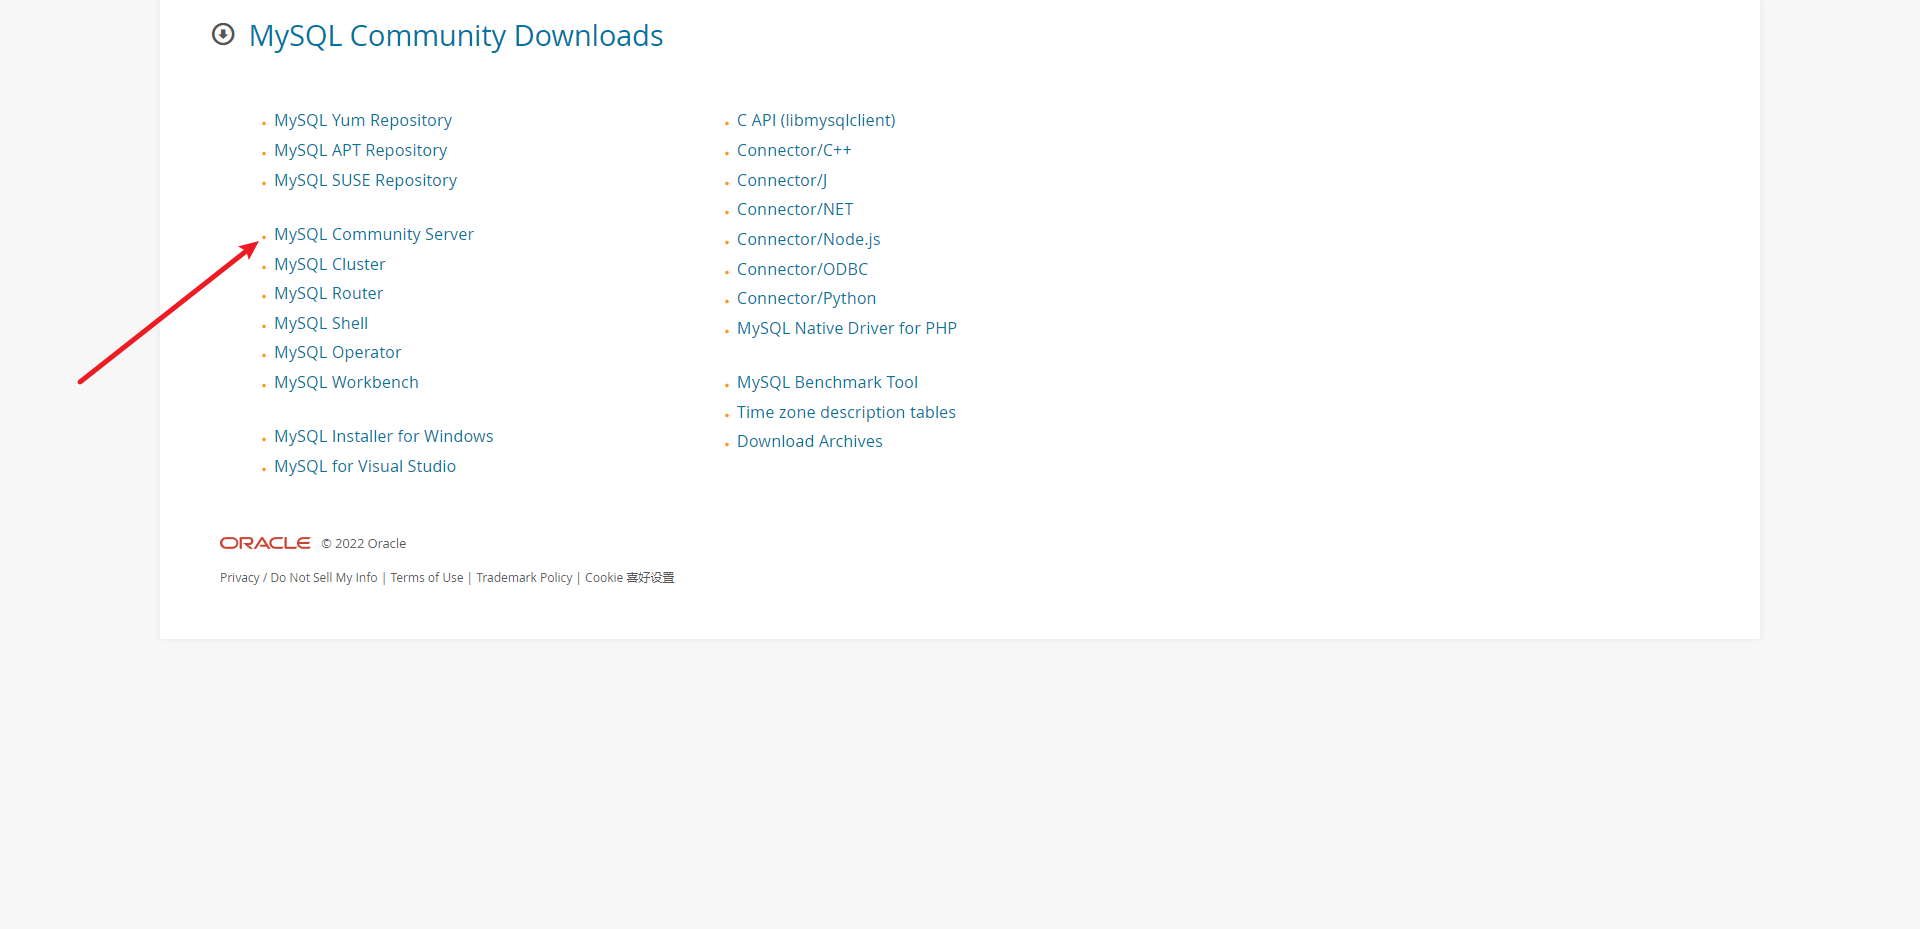 MySQL Community Downloads
MySQL Yum Repository
MySQL APT Repository
MySQL SUSE Repository
MySQL Community Server
MySQL Cluster
MySQL Router
MySQL Shell
MySQL Operator
MySQL Workbench
MySQL Installer for Windows
MySQL for Visual Studio
C API (libmysqlclient)
Connector/C++
Connector/J
Connector/NET
Connector/Node.js
Connector/ODBC
Connector/Python
MySQL Native Driver for PHP
MySQL Benchmark Tool
Time zone description tables
Download Archives
ORACLE © 2022 Oracle
Privacy / Do Not Sell My Info | Terms of Use | Trademark Policy | Cookie 喜好设置